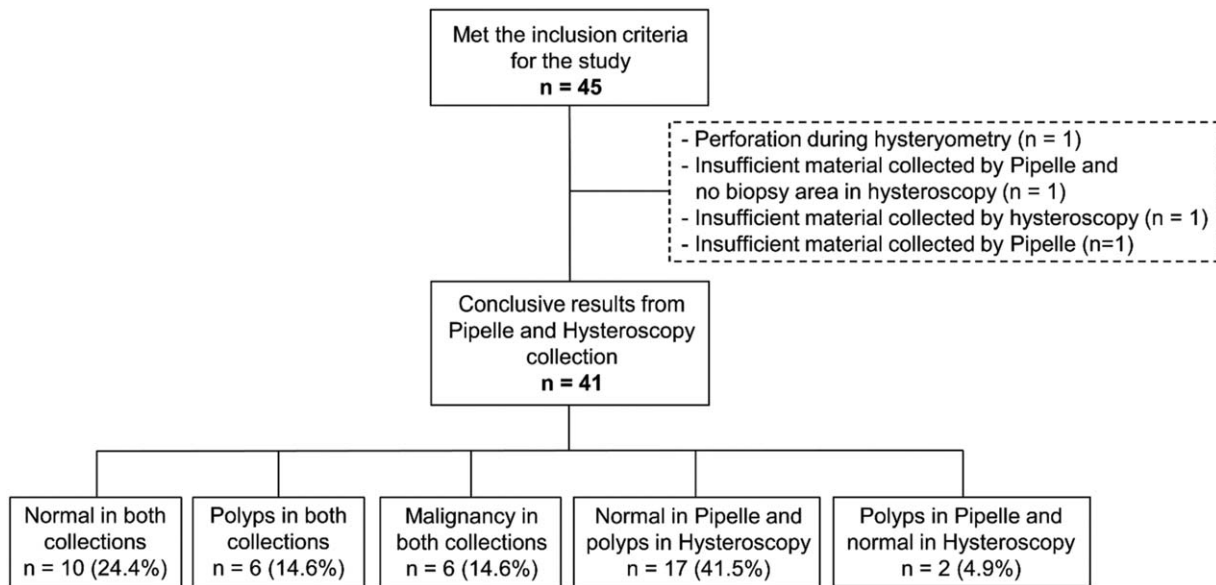 Met the inclusion criteria
for the study
n = 45
- Perforation during hysteryometry (n = 1)
- Insufficient material collected by Pipelle and
no biopsy area in hysteroscopy (n = 1)
- Insufficient material collected by hysteroscopy (n = 1)
- Insufficient material collected by Pipelle (n=1)
Conclusive results from
Pipelle and Hysteroscopy
collection
n = 41
Normal in both
collections
n = 10 (24.4%)
Polyps in both
collections
n = 6 (14.6%)
Malignancy in
both collections
n = 6 (14.6%)
Normal in Pipelle and
polyps in Hysteroscopy
n = 17 (41.5%)
Polyps in Pipelle and
normal in Hysteroscopy
n = 2 (4.9%)